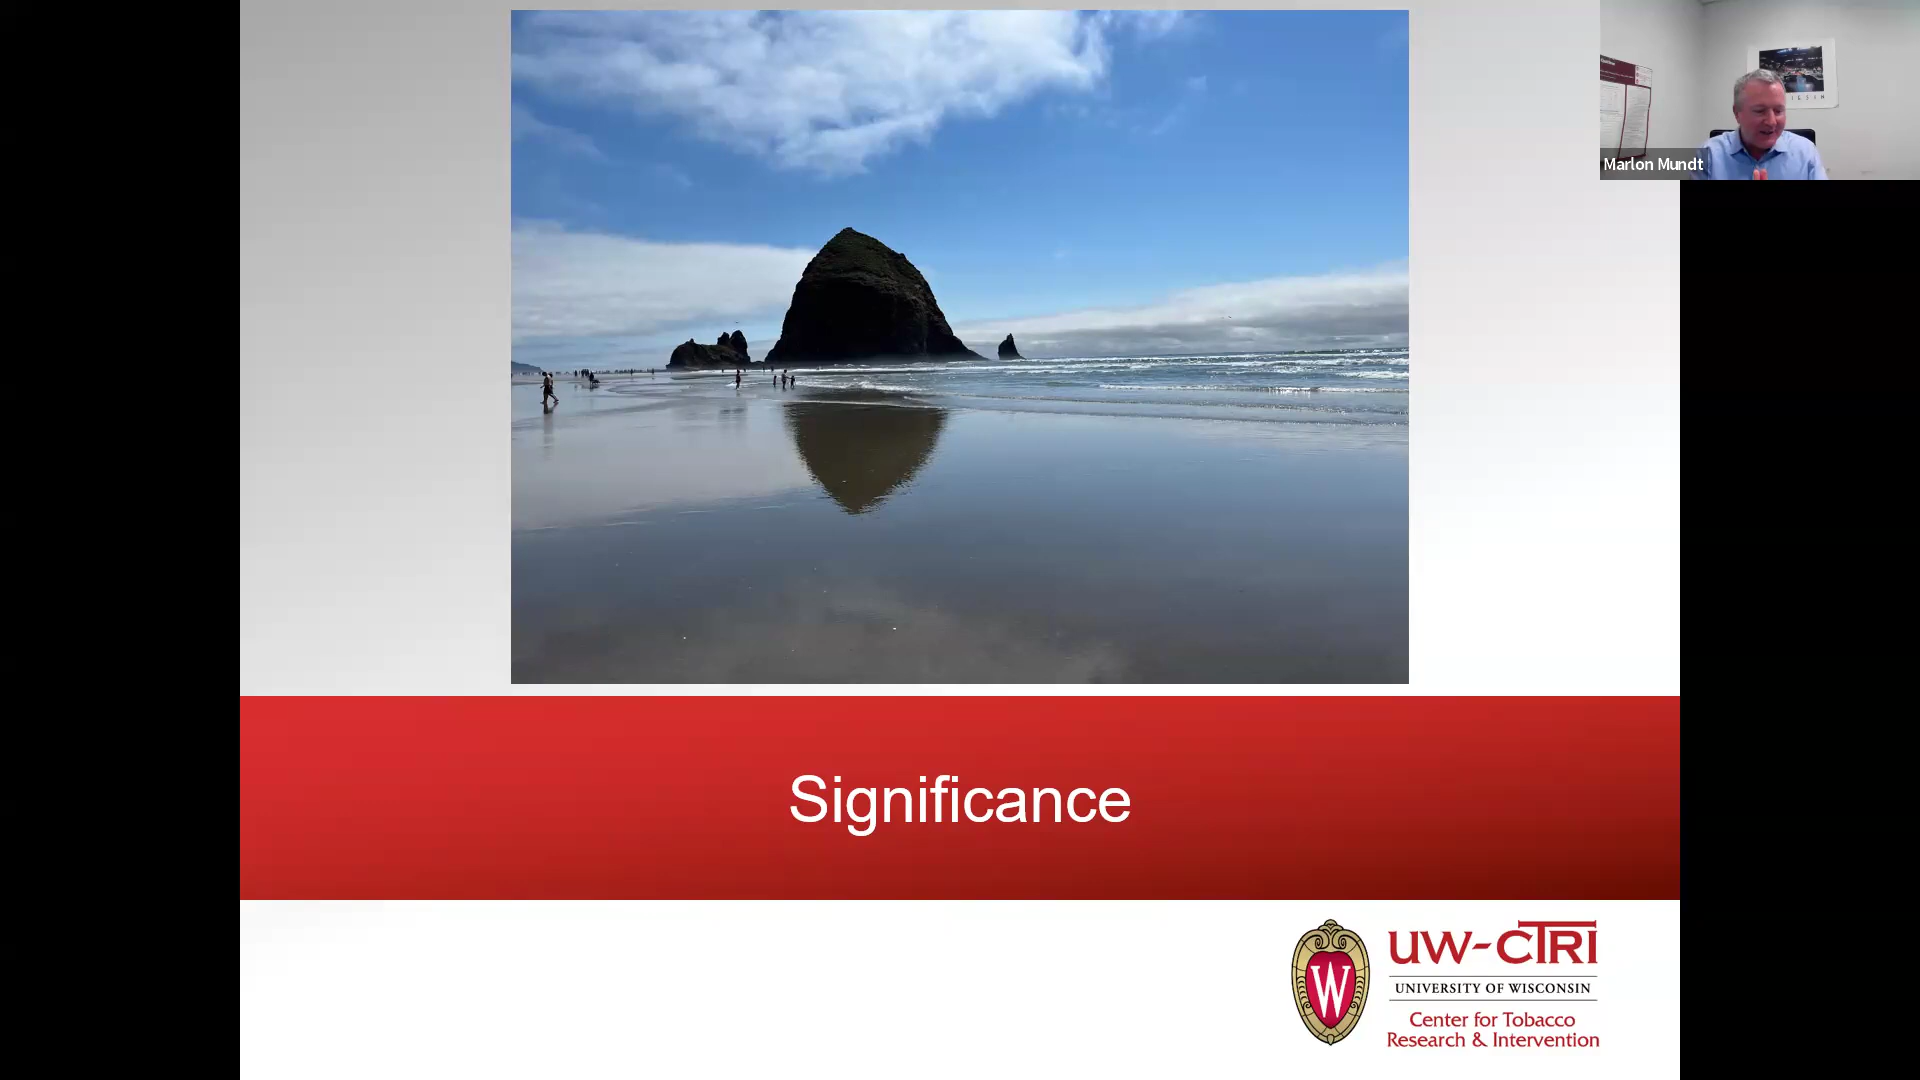 Marlon Mundt
Significance
W
UW-CTRI
UNIVERSITY OF WISCONSIN
Center for Tobacco
Research & Intervention